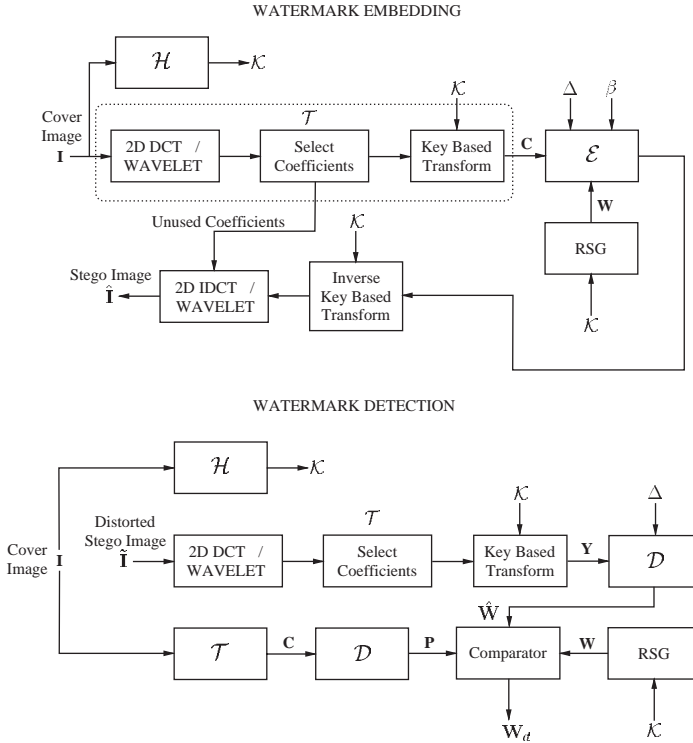 WATERMARK EMBEDDING
ℋ
𝒦
Cover
Image
I
𝒯
2D DCT /
WAVELET
Select
Coefficients
𝒦
Key Based
Transform
C
Δ
β
ℰ
W
RSG
𝒦
Unused Coefficients
Stego Image
Î
2D IDCT /
WAVELET
𝒦
Inverse
Key Based
Transform
WATERMARK DETECTION
ℋ
𝒦
Cover
Image
I
Distorted
Stego Image
Ĩ
2D DCT /
WAVELET
𝒯
Select
Coefficients
𝒦
Key Based
Transform
Y
Δ
𝒟
Ŵ
𝒯
C
𝒟
P
Comparator
W
RSG
𝒦
W_d